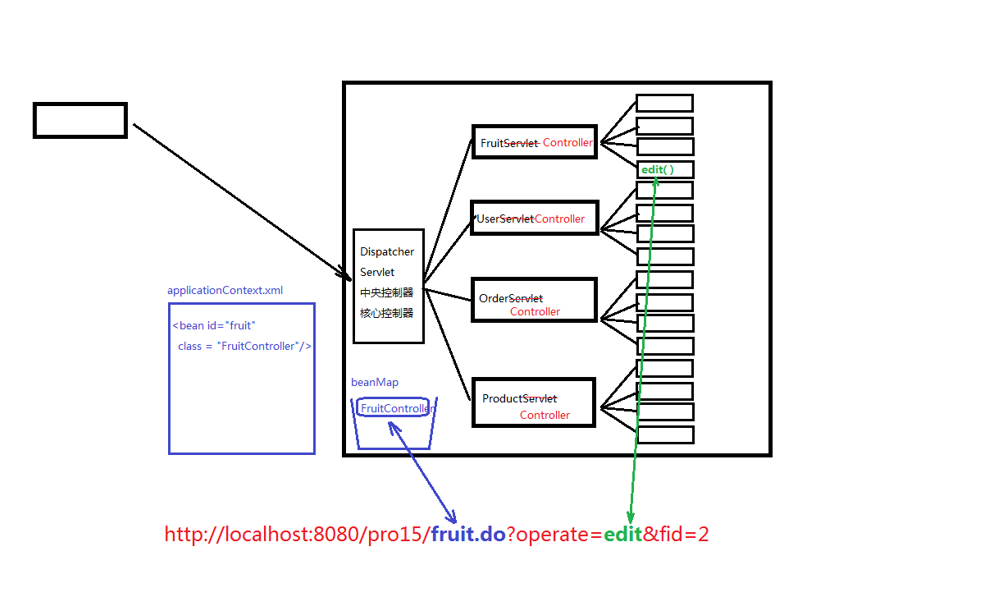 FruitServlet Controller
edit( )
UserServletController
Dispatcher
Servlet
中央控制器
核心控制器
applicationContext.xml
<bean id="fruit"
class = "FruitController"/>
OrderServlet
Controller
beanMap
FruitController
ProductServlet
Controller
http://localhost:8080/pro15/fruit.do?operate=edit&fid=2